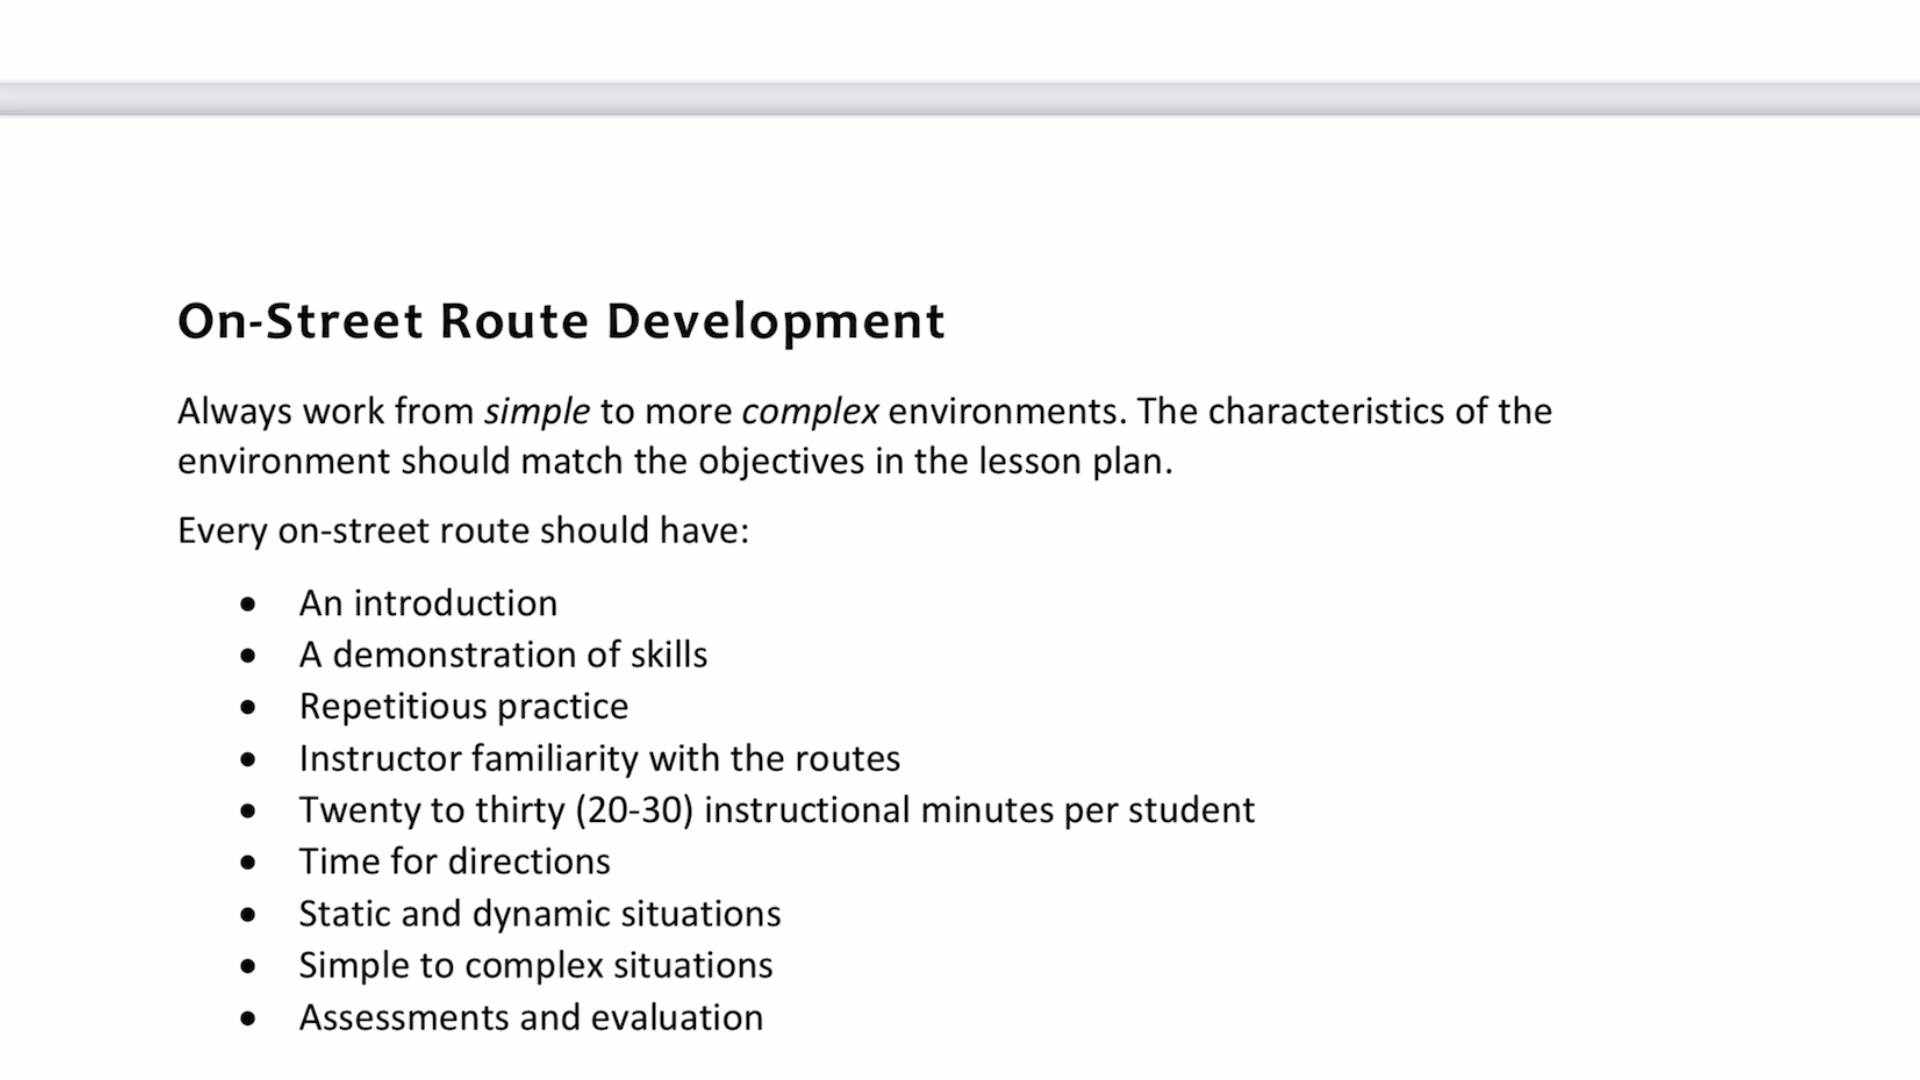 On-Street Route Development
Always work from simple to more complex environments. The characteristics of the
environment should match the objectives in the lesson plan.
Every on-street route should have:
• An introduction
• A demonstration of skills
• Repetitious practice
• Instructor familiarity with the routes
• Twenty to thirty (20-30) instructional minutes per student
• Time for directions
• Static and dynamic situations
• Simple to complex situations
• Assessments and evaluation